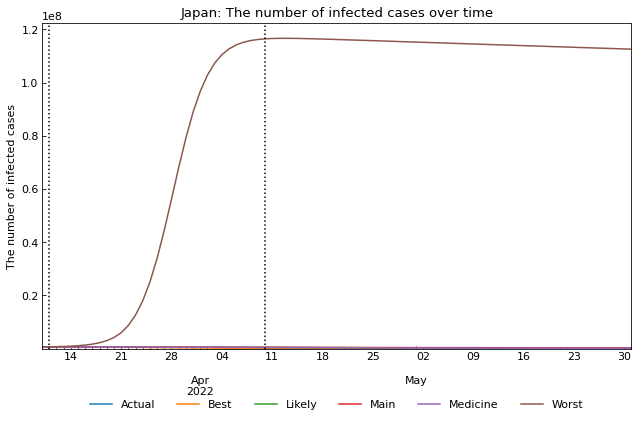 Japan: The number of infected cases over time
1e8
1.2
1.0
0.8
0.6
0.4
0.2
The number of infected cases
14 21 28 04 11 18 25 02 09 16 23 30
Apr May
2022
Actual Best Likely Main Medicine Worst